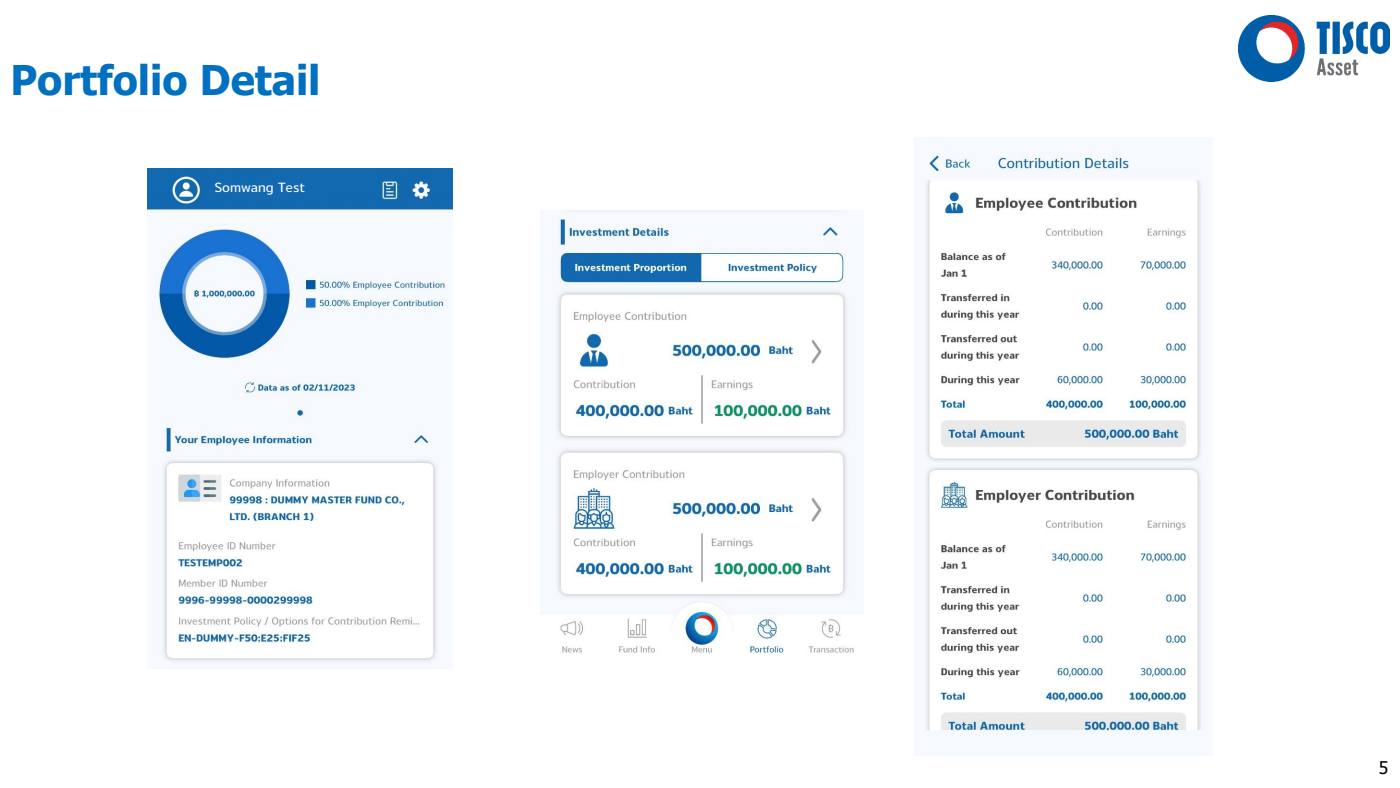 TISCO
Asset
Portfolio Detail
Somwang Test
฿ 1,000,000.00
50.00% Employee Contribution
50.00% Employer Contribution
Data as of 02/11/2023
Your Employee Information
Company Information
99998 : DUMMY MASTER FUND CO.,
LTD. (BRANCH 1)
Employee ID Number
TESTEMP002
Member ID Number
9996-99998-0000299998
Investment Policy / Options for Contribution Remi...
EN-DUMMY-F50:E25:FIF25
Investment Details
Investment Proportion Investment Policy
Employee Contribution
500,000.00 Baht
Contribution Earnings
400,000.00 Baht 100,000.00 Baht
Employer Contribution
500,000.00 Baht
Contribution Earnings
400,000.00 Baht 100,000.00 Baht
News Fund Info Menu Portfolio Transaction
Back Contribution Details
Employee Contribution
Contribution Earnings
Balance as of
Jan 1 340,000.00 70,000.00
Transferred in
during this year 0.00 0.00
Transferred out
during this year 0.00 0.00
During this year 60,000.00 30,000.00
Total 400,000.00 100,000.00
Total Amount 500,000.00 Baht
Employer Contribution
Contribution Earnings
Balance as of
Jan 1 340,000.00 70,000.00
Transferred in
during this year 0.00 0.00
Transferred out
during this year 0.00 0.00
During this year 60,000.00 30,000.00
Total 400,000.00 100,000.00
Total Amount 500,000.00 Baht
5